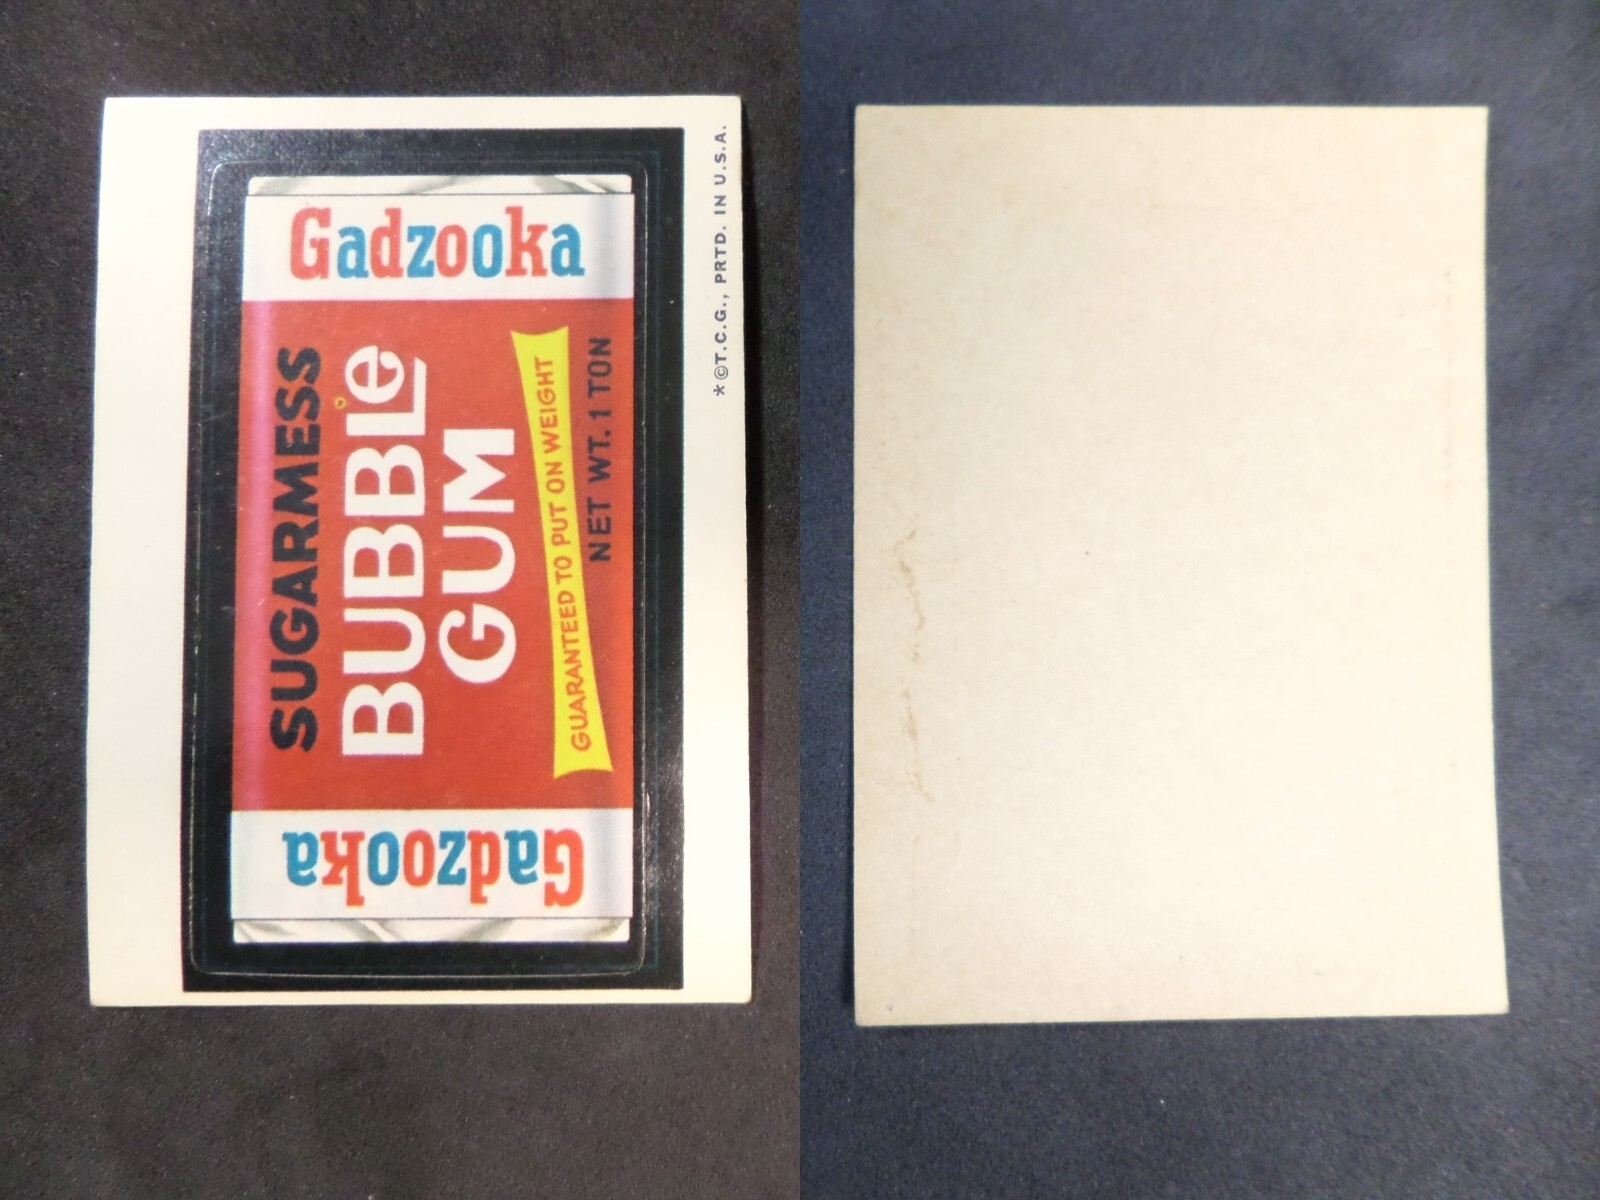 Gadzooka
SUGARMESS
BUBBLE
GUM
GUARANTEED TO PUT ON WEIGHT
NET WT. 1 TON
Gadzooka
*©T.C.G., PRTD. IN U.S.A.